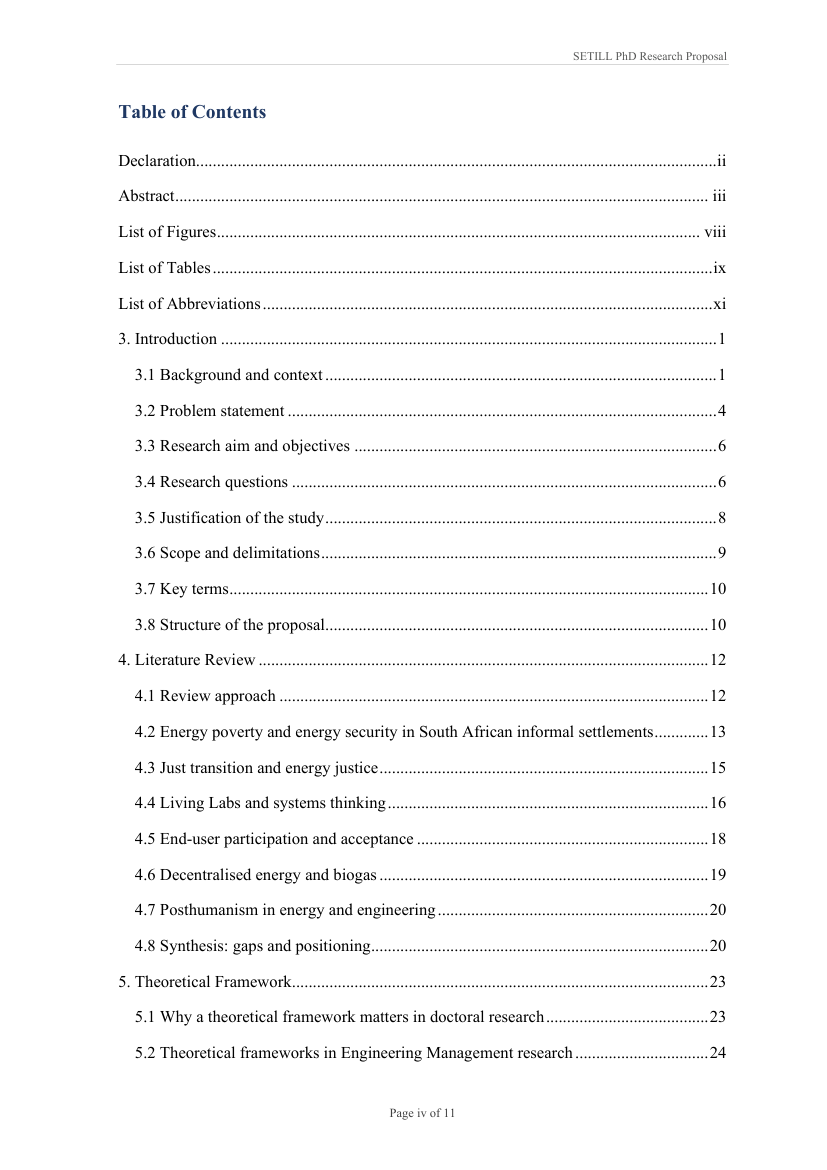 SETILL PhD Research Proposal
Table of Contents
Declaration.............................................................................................................................ii
Abstract................................................................................................................................ iii
List of Figures.................................................................................................................... viii
List of Tables........................................................................................................................ix
List of Abbreviations............................................................................................................xi
3. Introduction .......................................................................................................................1
3.1 Background and context..............................................................................................1
3.2 Problem statement .......................................................................................................4
3.3 Research aim and objectives .......................................................................................6
3.4 Research questions ......................................................................................................6
3.5 Justification of the study..............................................................................................8
3.6 Scope and delimitations...............................................................................................9
3.7 Key terms...................................................................................................................10
3.8 Structure of the proposal............................................................................................10
4. Literature Review ............................................................................................................12
4.1 Review approach .......................................................................................................12
4.2 Energy poverty and energy security in South African informal settlements.............13
4.3 Just transition and energy justice...............................................................................15
4.4 Living Labs and systems thinking.............................................................................16
4.5 End-user participation and acceptance ......................................................................18
4.6 Decentralised energy and biogas ...............................................................................19
4.7 Posthumanism in energy and engineering.................................................................20
4.8 Synthesis: gaps and positioning.................................................................................20
5. Theoretical Framework....................................................................................................23
5.1 Why a theoretical framework matters in doctoral research.......................................23
5.2 Theoretical frameworks in Engineering Management research ................................24
Page iv of 11